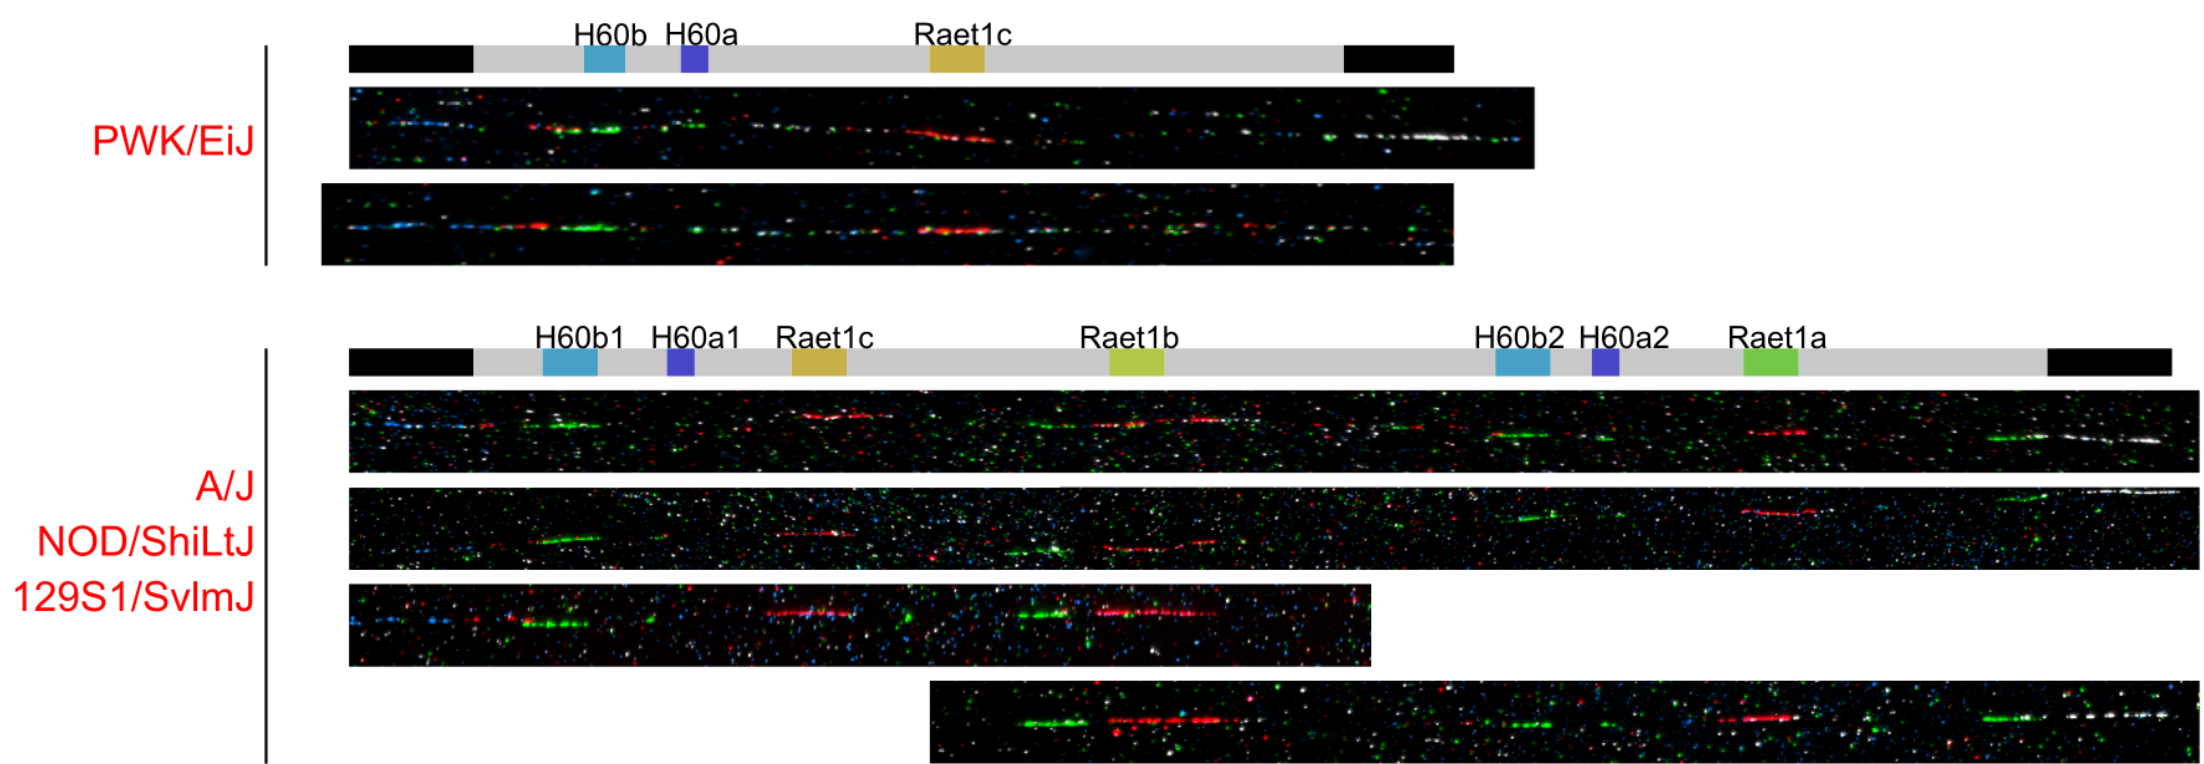 H60b H60a Raet1c
PWK/EiJ
H60b1 H60a1 Raet1c Raet1b H60b2 H60a2 Raet1a
A/J
NOD/ShiLtJ
129S1/SvImJ